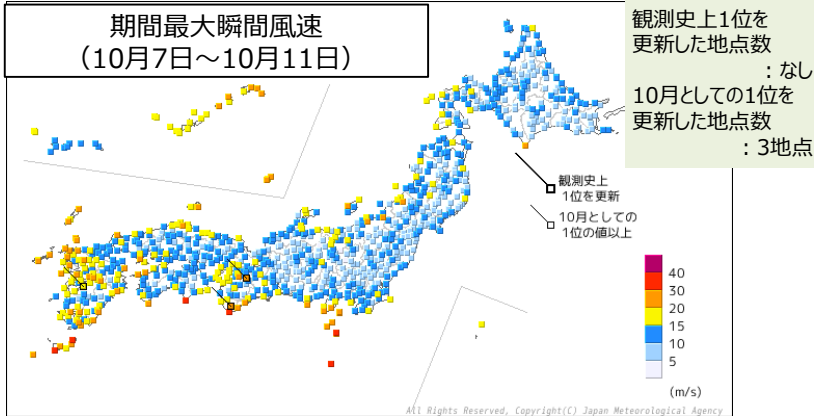 期間最大瞬間風速
（10月7日～10月11日）
観測史上1位を
更新した地点数
：なし
10月としての1位を
更新した地点数
：3地点
観測史上
1位を更新
10月としての
1位の値以上
40
30
20
15
10
5
(m/s)
All Rights Reserved, Copyright(C) Japan Meteorological Agency